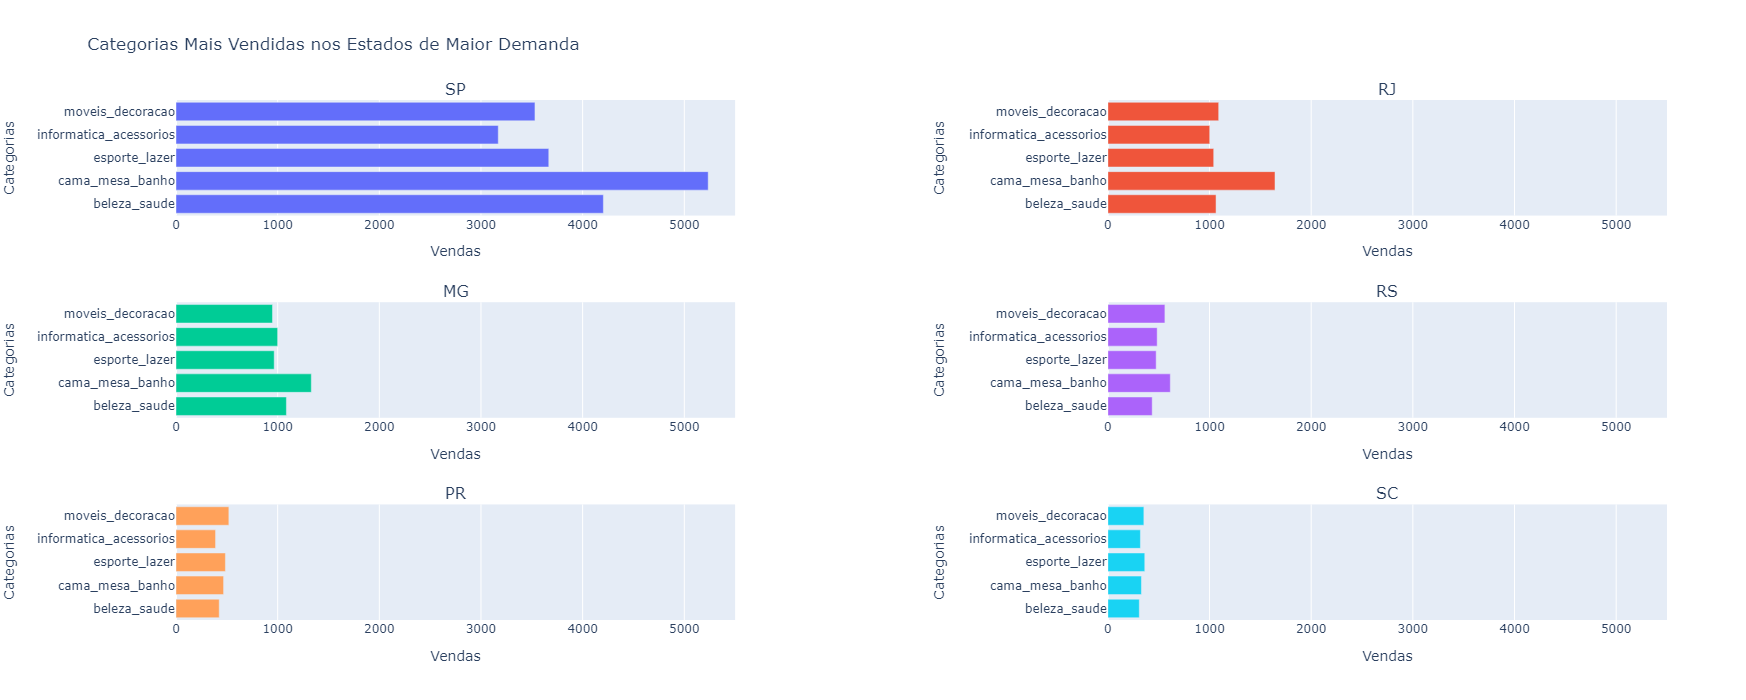 Categorias Mais Vendidas nos Estados de Maior Demanda
SP
Categorias
moveis_decoracao
informatica_acessorios
esporte_lazer
cama_mesa_banho
beleza_saude
0 1000 2000 3000 4000 5000
Vendas
RJ
Categorias
moveis_decoracao
informatica_acessorios
esporte_lazer
cama_mesa_banho
beleza_saude
0 1000 2000 3000 4000 5000
Vendas
MG
Categorias
moveis_decoracao
informatica_acessorios
esporte_lazer
cama_mesa_banho
beleza_saude
0 1000 2000 3000 4000 5000
Vendas
RS
Categorias
moveis_decoracao
informatica_acessorios
esporte_lazer
cama_mesa_banho
beleza_saude
0 1000 2000 3000 4000 5000
Vendas
PR
Categorias
moveis_decoracao
informatica_acessorios
esporte_lazer
cama_mesa_banho
beleza_saude
0 1000 2000 3000 4000 5000
Vendas
SC
Categorias
moveis_decoracao
informatica_acessorios
esporte_lazer
cama_mesa_banho
beleza_saude
0 1000 2000 3000 4000 5000
Vendas